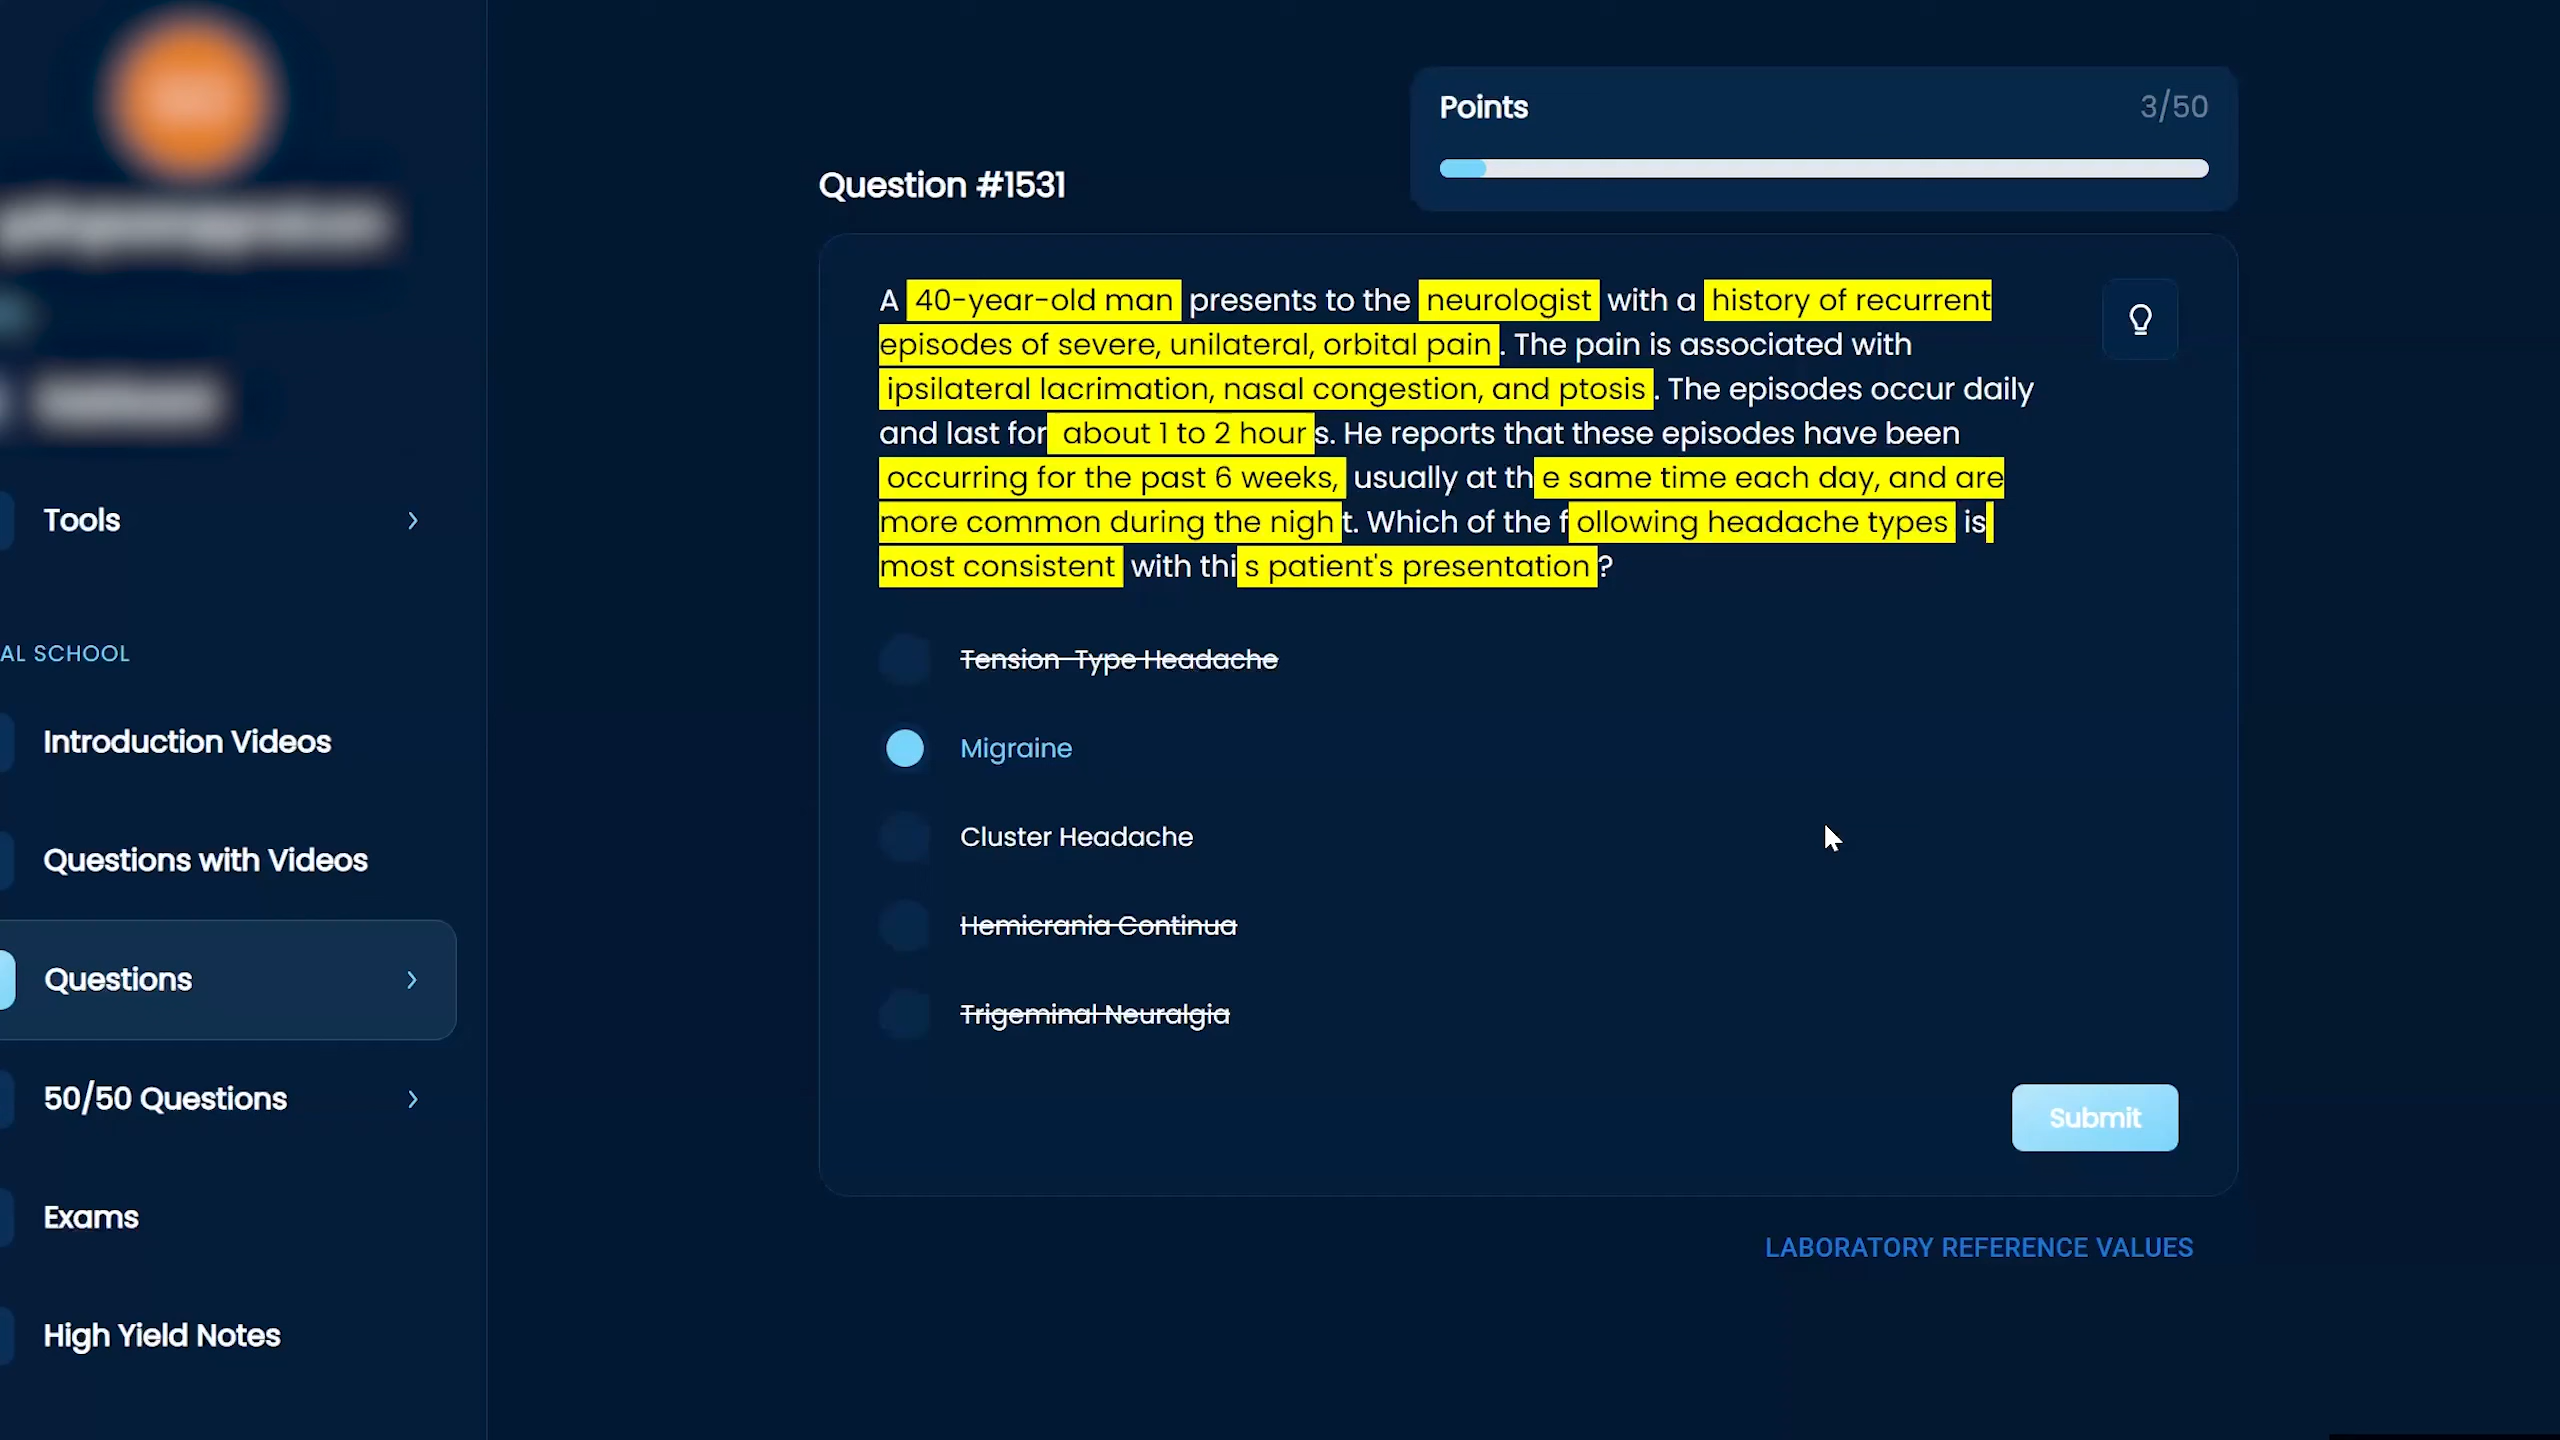 Points
3/50
Question #1531
A 40-year-old man presents to the neurologist with a history of recurrent
episodes of severe, unilateral, orbital pain. The pain is associated with
ipsilateral lacrimation, nasal congestion, and ptosis. The episodes occur daily
and last for about 1 to 2 hours. He reports that these episodes have been
occurring for the past 6 weeks, usually at the same time each day, and are
more common during the night. Which of the following headache types is
most consistent with this patient's presentation?
Tension-Type Headache
Migraine
Cluster Headache
Hemicrania Continua
Trigeminal Neuralgia
Submit
LABORATORY REFERENCE VALUES
Tools
AL SCHOOL
Introduction Videos
Questions with Videos
Questions
50/50 Questions
Exams
High Yield Notes